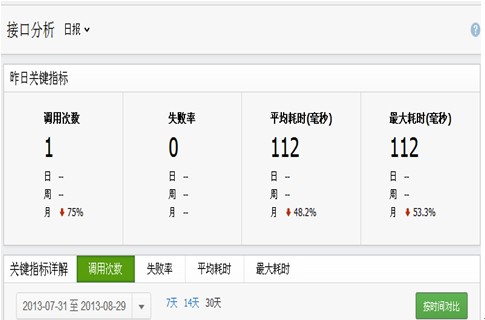 接口分析 日报
?
昨日关键指标
调用次数 失败率 平均耗时(毫秒) 最大耗时(毫秒)
1 0 112 112
日 -- 日 -- 日 -- 日 --
周 -- 周 -- 周 -- 周 --
月 75% 月 -- 月 48.2% 月 53.3%
关键指标详解 调用次数 失败率 平均耗时 最大耗时
2013-07-31 至 2013-08-29 7天 14天 30天 按时间对比